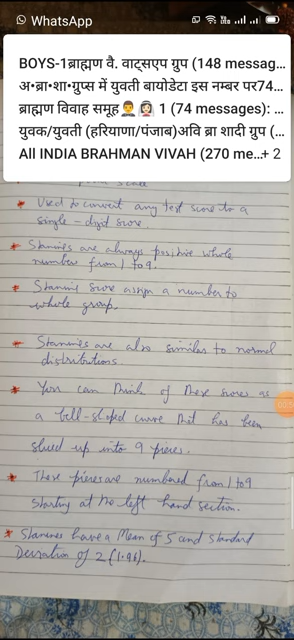 WhatsApp
BOYS-1ब्राह्मण वै. वाट्सएप ग्रुप (148 messag...
अ•ब्रा•शा•ग्रुप्स में युवती बायोडेटा इस नम्बर पर74...
ब्राह्मण विवाह समूह👨‍💼👰 1 (74 messages): ...
युवक/युवती (हरियाणा/पंजाब)अवि ब्रा शादी ग्रुप (...
All INDIA BRAHMAN VIVAH (270 me...+ 2
* Used to convert any test score to a
single-digit score.
* Stanines are always positive whole
number from 1 to 9.
* Stanine score assign a number to
whole group.
* Stanines are also similar to normal
distributions.
* You can think of these scores as
a bell-shaped curve that has been
sliced up into 9 pieces.
* These pieces are numbered from 1 to 9
starting at the left hand section.
* Stanines have a Mean of 5 and standard
Deviation of 2 (1.96).